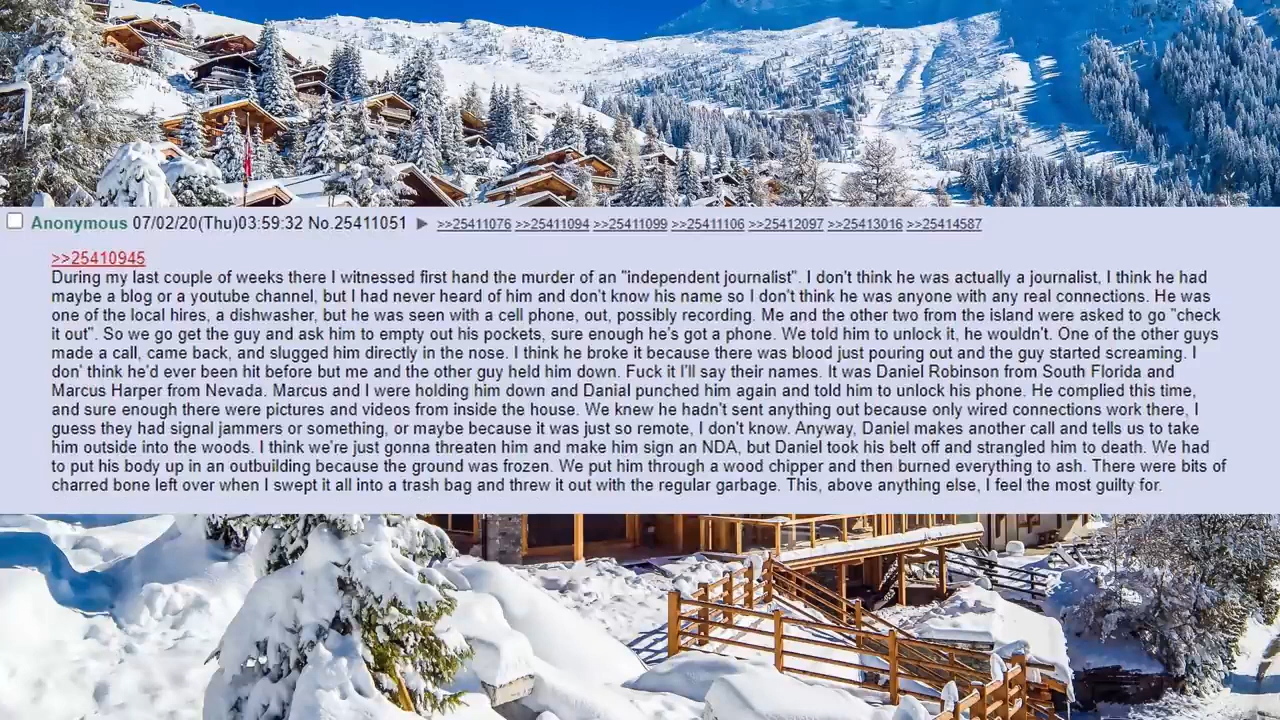 Anonymous 07/02/20(Thu)03:59:32 No.25411051 ▶ >>25411076 >>25411094 >>25411099 >>25411106 >>25412097 >>25413016 >>25414587
>>25410945
During my last couple of weeks there I witnessed first hand the murder of an "independent journalist". I don't think he was actually a journalist, I think he had
maybe a blog or a youtube channel, but I had never heard of him and don't know his name so I don't think he was anyone with any real connections. He was
one of the local hires, a dishwasher, but he was seen with a cell phone, out, possibly recording. Me and the other two from the island were asked to go "check
it out". So we go get the guy and ask him to empty out his pockets, sure enough he's got a phone. We told him to unlock it, he wouldn't. One of the other guys
made a call, came back, and slugged him directly in the nose. I think he broke it because there was blood just pouring out and the guy started screaming. I
don' think he'd ever been hit before but me and the other guy held him down. Fuck it I'll say their names. It was Daniel Robinson from South Florida and
Marcus Harper from Nevada. Marcus and I were holding him down and Danial punched him again and told him to unlock his phone. He complied this time,
and sure enough there were pictures and videos from inside the house. We knew he hadn't sent anything out because only wired connections work there, I
guess they had signal jammers or something, or maybe because it was just so remote, I don't know. Anyway, Daniel makes another call and tells us to take
him outside into the woods. I think we're just gonna threaten him and make him sign an NDA, but Daniel took his belt off and strangled him to death. We had
to put his body up in an outbuilding because the ground was frozen. We put him through a wood chipper and then burned everything to ash. There were bits of
charred bone left over when I swept it all into a trash bag and threw it out with the regular garbage. This, above anything else, I feel the most guilty for.